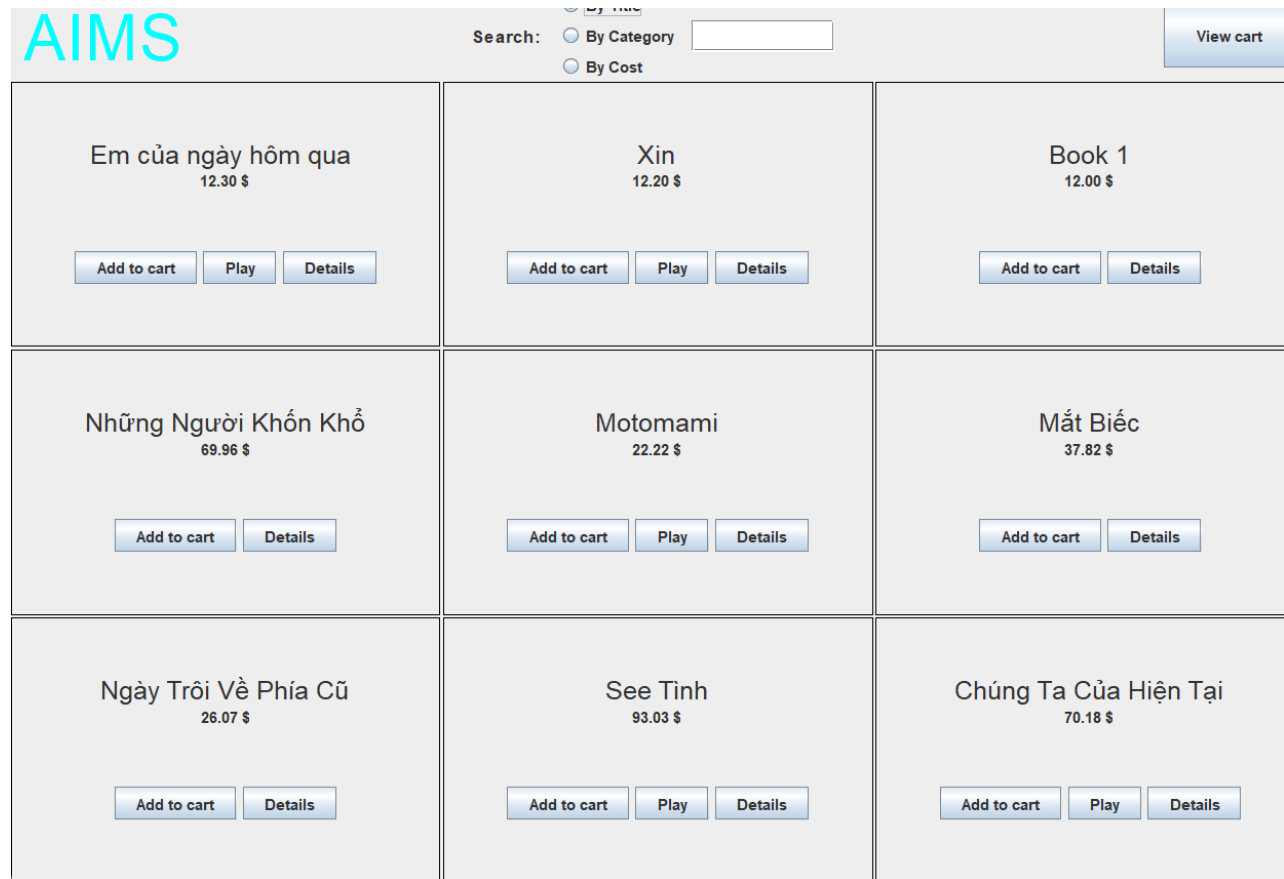 By Title
AIMS
Search:
By Category
View cart
By Cost
Em của ngày hôm qua
12.30 $
Add to cart Play Details
Xin
12.20 $
Add to cart Play Details
Book 1
12.00 $
Add to cart Details
Những Người Khốn Khổ
69.96 $
Add to cart Details
Motomami
22.22 $
Add to cart Play Details
Mắt Biếc
37.82 $
Add to cart Details
Ngày Trôi Về Phía Cũ
26.07 $
Add to cart Details
See Tình
93.03 $
Add to cart Play Details
Chúng Ta Của Hiện Tại
70.18 $
Add to cart Play Details